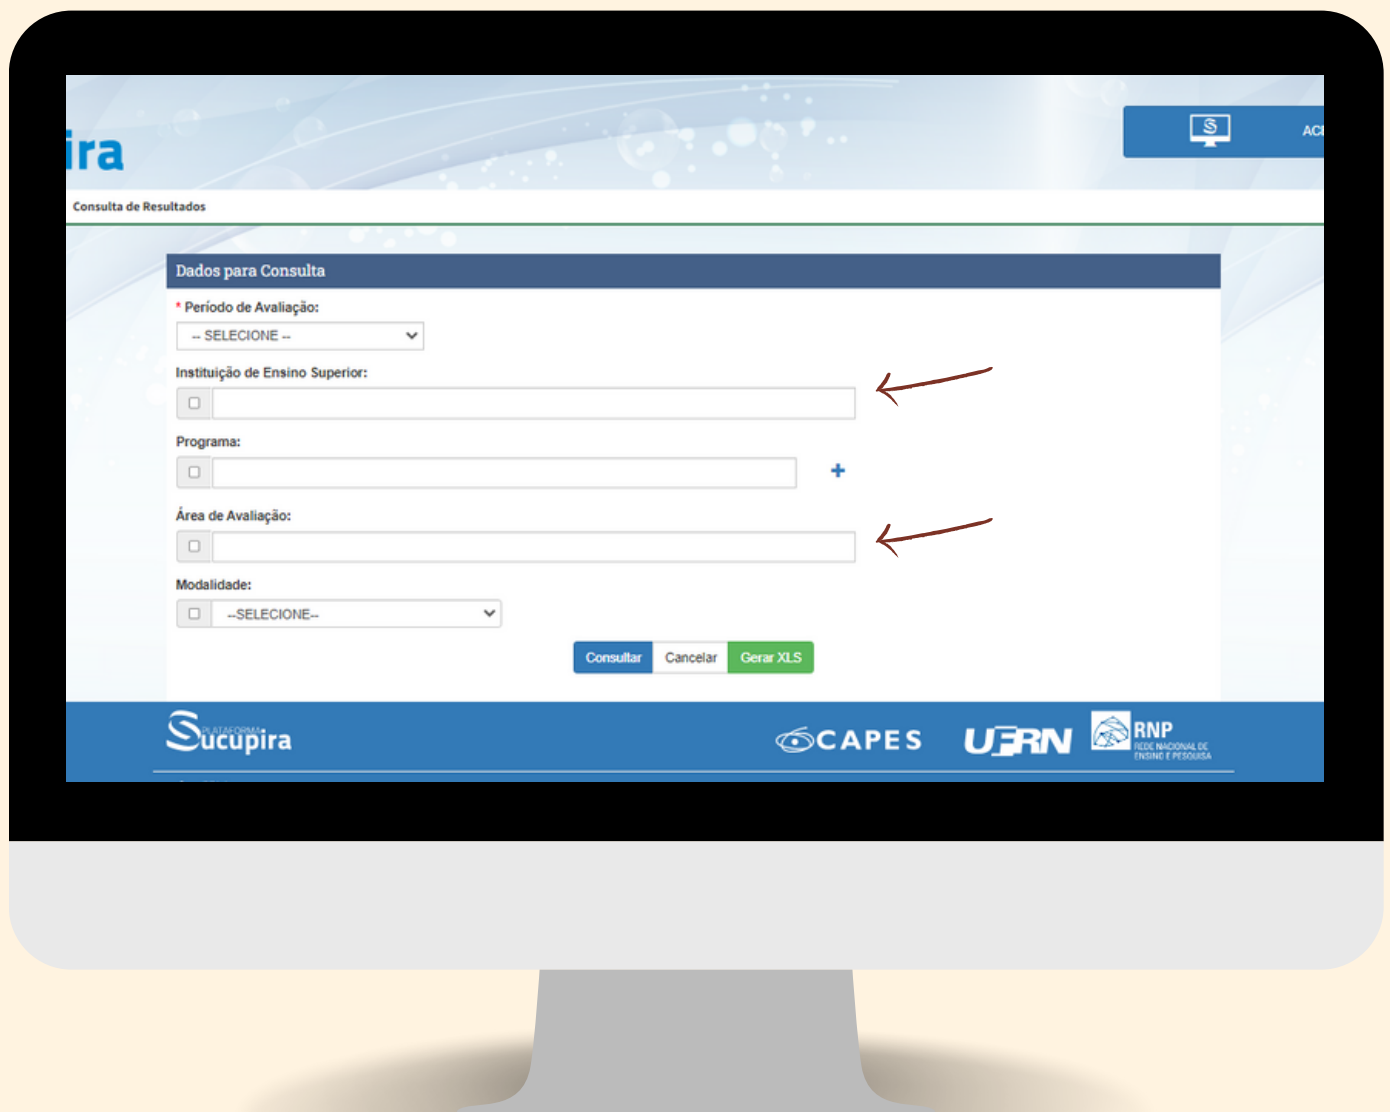 ira
ACE
Consulta de Resultados
Dados para Consulta
* Período de Avaliação:
-- SELECIONE --
Instituição de Ensino Superior:
Programa:
+
Área de Avaliação:
Modalidade:
--SELECIONE--
Consultar Cancelar Gerar XLS
PLATAFORMA
Sucupira
CAPES
UFRN
RNP
REDE NACIONAL DE
ENSINO E PESQUISA